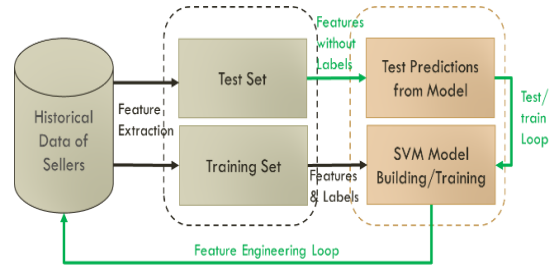 Historical
Data of
Sellers
Feature
Extraction
Test Set
Training Set
Features
without
Labels
Features
& Labels
Test Predictions
from Model
SVM Model
Building/Training
Test/
train
Loop
Feature Engineering Loop